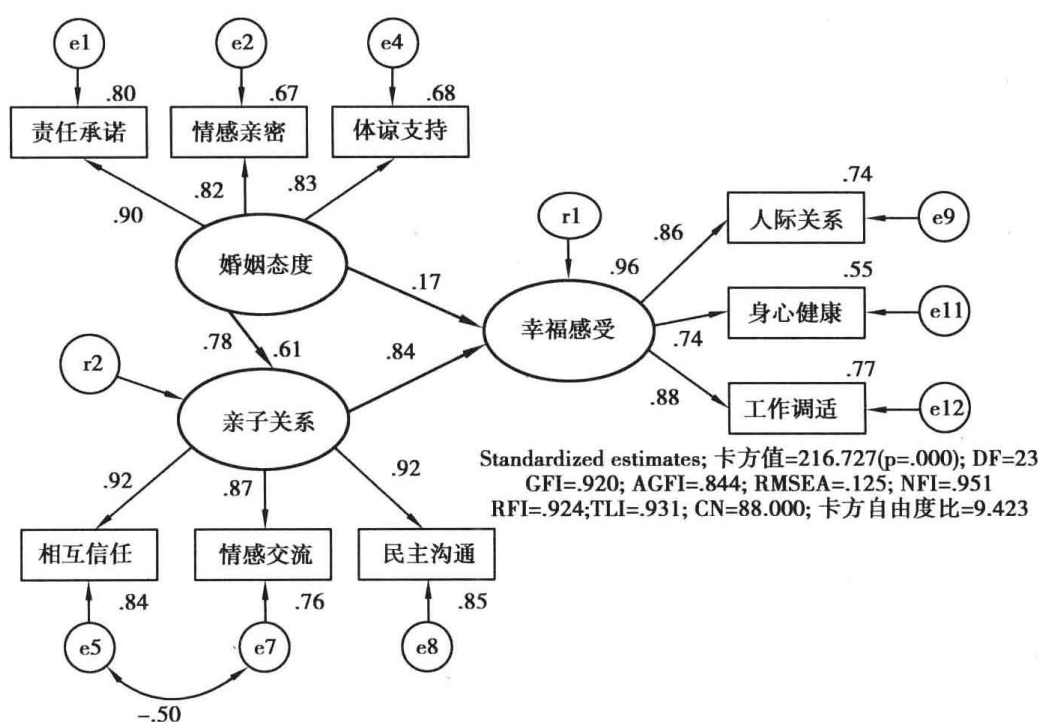 e1
e2
e4
.80
.67
.68
责任承诺
情感亲密
体谅支持
.90
.82
.83
婚姻态度
.17
.78
.61
r2
亲子关系
.84
r1
.96
幸福感受
.86
.74
人际关系
e9
.74
.55
身心健康
e11
.88
.77
工作调适
e12
Standardized estimates; 卡方值=216.727(p=.000); DF=23
GFI=.920; AGFI=.844; RMSEA=.125; NFI=.951
RFI=.924;TLI=.931; CN=88.000; 卡方自由度比=9.423
.92
.87
.92
相互信任
情感交流
民主沟通
.84
.76
.85
e5
e7
e8
-.50